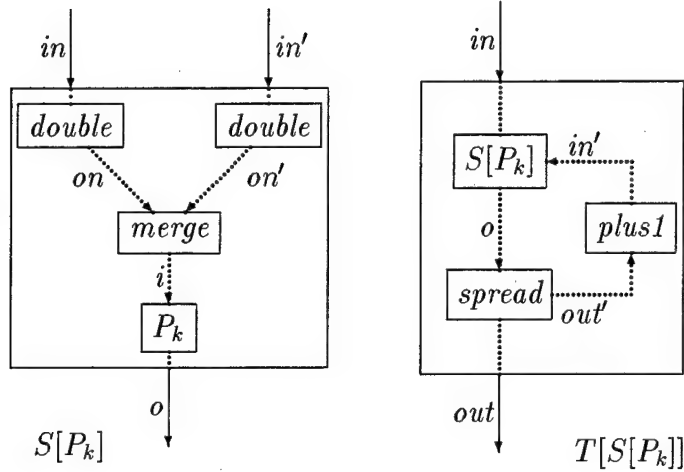 in
in′
double
double
on
on′
merge
i
P_k
o
S[P_k]
in
S[P_k]
in′
o
plus1
spread
out′
out
T[S[P_k]]